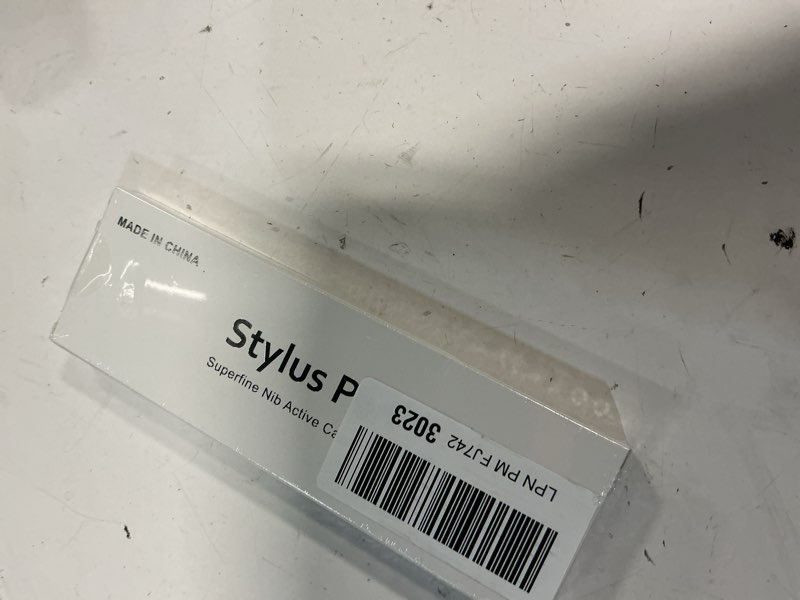 MADE IN CHINA
Stylus P
Superfine Nib Active Ca
LPN PM FJ742 3023